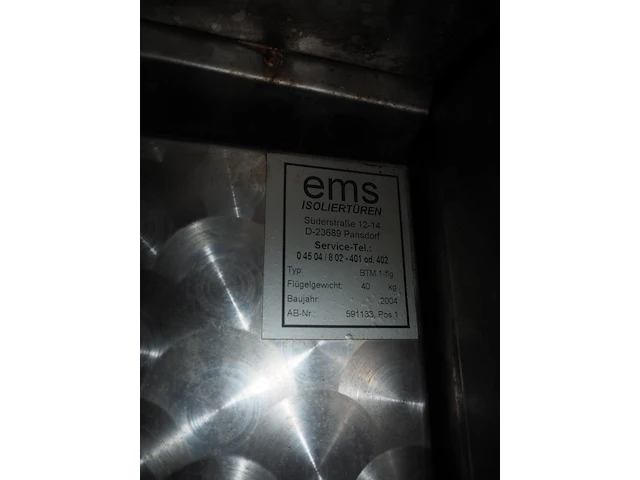 ems
ISOLIERTÜREN
Süderstraße 12-14
D-23689 Pansdorf
Service-Tel.:
0 45 04 / 8 02 - 401 od. 402
Typ: BTM 1-flg
Flügelgewicht: 40 Kg
Baujahr: 2004
AB-Nr.: 591133, Pos.1